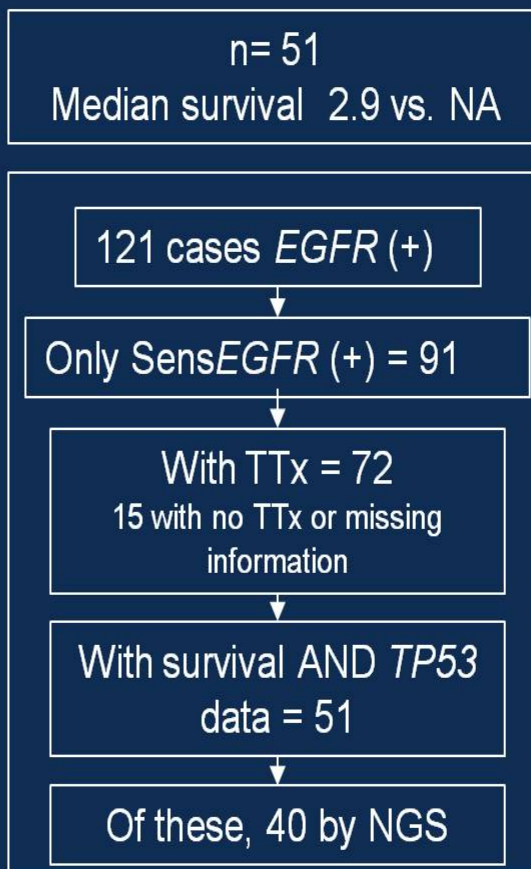 n= 51
Median survival 2.9 vs. NA
121 cases EGFR (+)
Only SensEGFR (+) = 91
With TTx = 72
15 with no TTx or missing
information
With survival AND TP53
data = 51
Of these, 40 by NGS